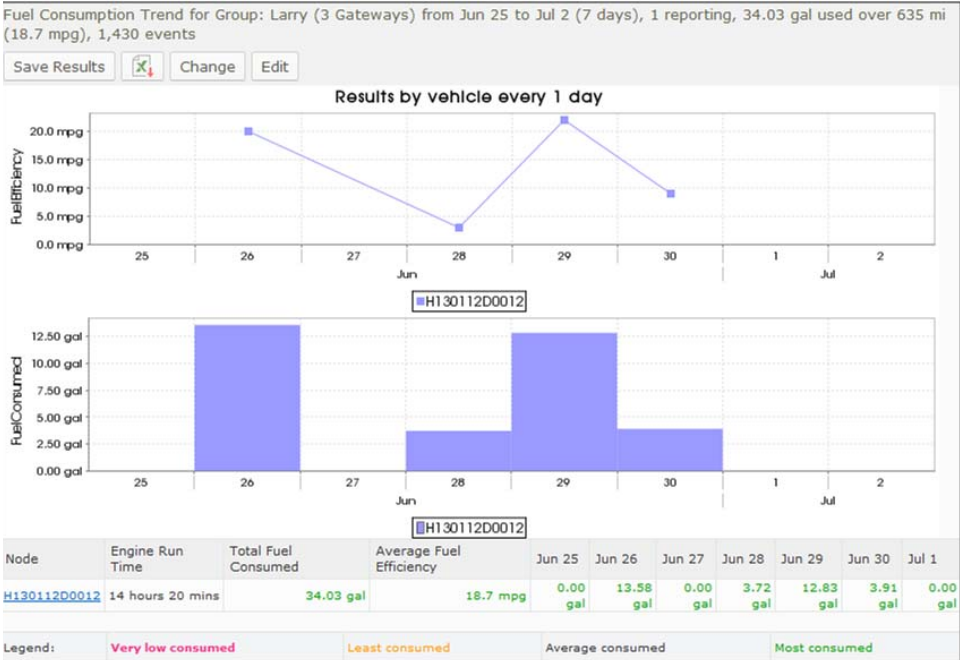 Fuel Consumption Trend for Group: Larry (3 Gateways) from Jun 25 to Jul 2 (7 days), 1 reporting, 34.03 gal used over 635 mi
(18.7 mpg), 1,430 events
Save Results Change Edit
Results by vehicle every 1 day
FuelEfficiency
20.0 mpg
15.0 mpg
10.0 mpg
5.0 mpg
0.0 mpg
25 26 27 28 29 30 1 2
Jun Jul
H130112D0012
FuelConsumed
12.50 gal
10.00 gal
7.50 gal
5.00 gal
2.50 gal
0.00 gal
25 26 27 28 29 30 1 2
Jun Jul
H130112D0012
Node Engine Run Time Total Fuel Consumed Average Fuel Efficiency Jun 25 Jun 26 Jun 27 Jun 28 Jun 29 Jun 30 Jul 1
H130112D0012 14 hours 20 mins 34.03 gal 18.7 mpg 0.00 gal 13.58 gal 0.00 gal 3.72 gal 12.83 gal 3.91 gal 0.00 gal
Legend: Very low consumed Least consumed Average consumed Most consumed